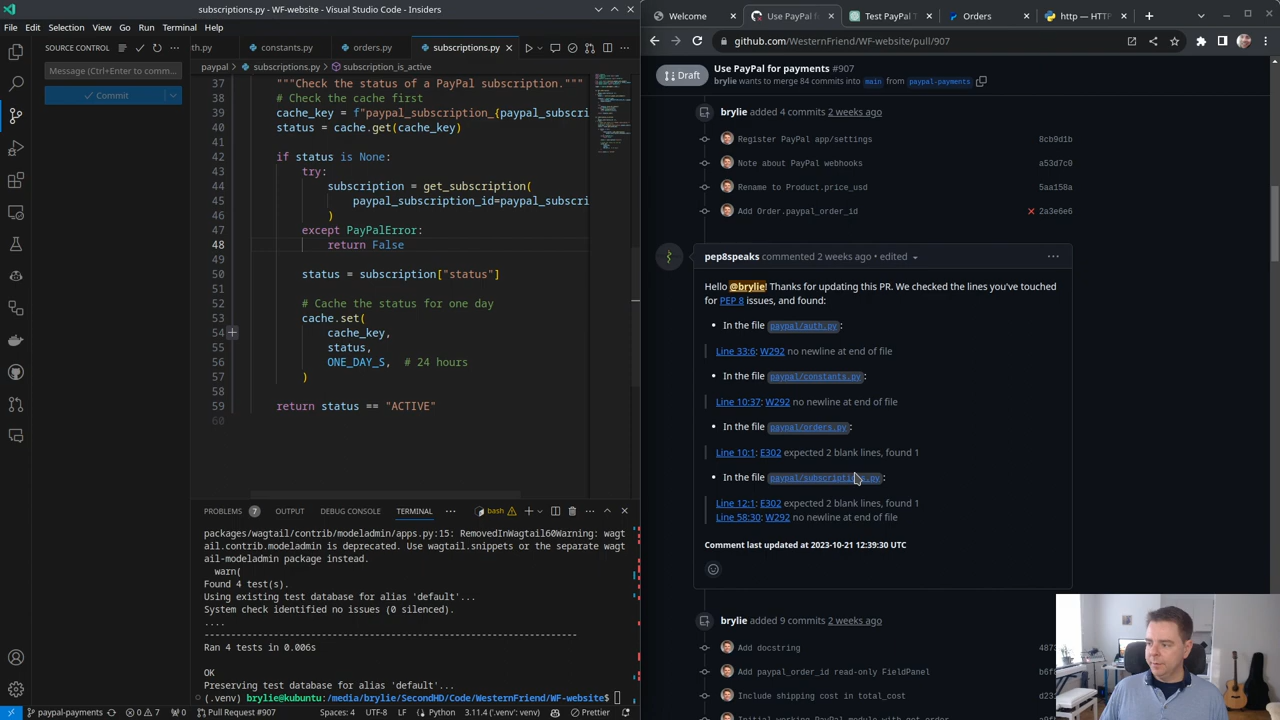 subscriptions.py - WF-website - Visual Studio Code - Insiders
File Edit Selection View Go Run Terminal
SOURCE CONTROL
Message (Ctrl+Enter to comm...
Commit
th.py constants.py orders.py subscriptions.py
paypal > subscriptions.py > subscription_is_active
37 """Check the status of a PayPal subscription."""
38 # Check the cache first
39 cache_key = f"paypal_subscription_{paypal_subscri
40 status = cache.get(cache_key)
41
42 if status is None:
43 try:
44 subscription = get_subscription(
45 paypal_subscription_id=paypal_subscri
46 )
47 except PayPalError:
48 return False
49
50 status = subscription["status"]
51
52 # Cache the status for one day
53 cache.set(
54 cache_key,
55 status,
56 ONE_DAY_S, # 24 hours
57 )
58
59 return status == "ACTIVE"
60
PROBLEMS 7 OUTPUT DEBUG CONSOLE TERMINAL bash
packages/wagtail/contrib/modeladmin/apps.py:15: RemovedInWagtail60Warning: wagt
ail.contrib.modeladmin is deprecated. Use wagtail.snippets or the separate wagt
ail-modeladmin package instead.
warn(
Found 4 test(s).
Using existing test database for alias 'default'...
System check identified no issues (0 silenced).
....
----------------------------------------------------------------------
Ran 4 tests in 0.006s
OK
Preserving test database for alias 'default'...
(.venv) brylie@kubuntu:/media/brylie/SecondHD/Code/WesternFriend/WF-website$
paypal-payments 0 7 0 Pull Request #907 Spaces: 4 UTF-8 LF Python 3.11.4 ('.venv': venv) Prettier
Welcome Use PayPal f Test PayPal T Orders http — HTTP
github.com/WesternFriend/WF-website/pull/907
Draft
Use PayPal for payments #907
brylie wants to merge 84 commits into main from paypal-payments
brylie added 4 commits 2 weeks ago
Register PayPal app/settings 8cb9d1b
Note about PayPal webhooks a53d7c0
Rename to Product.price_usd 5aa158a
Add Order.paypal_order_id 2a3e6e6
pep8speaks commented 2 weeks ago • edited
Hello @brylie! Thanks for updating this PR. We checked the lines you've touched
for PEP 8 issues, and found:
• In the file paypal/auth.py:
Line 33:6: W292 no newline at end of file
• In the file paypal/constants.py:
Line 10:37: W292 no newline at end of file
• In the file paypal/orders.py:
Line 10:1: E302 expected 2 blank lines, found 1
• In the file paypal/subscriptions.py:
Line 12:1: E302 expected 2 blank lines, found 1
Line 58:30: W292 no newline at end of file
Comment last updated at 2023-10-21 12:39:30 UTC
brylie added 9 commits 2 weeks ago
Add docstring
Add paypal_order_id read-only FieldPanel
Include shipping cost in total_cost